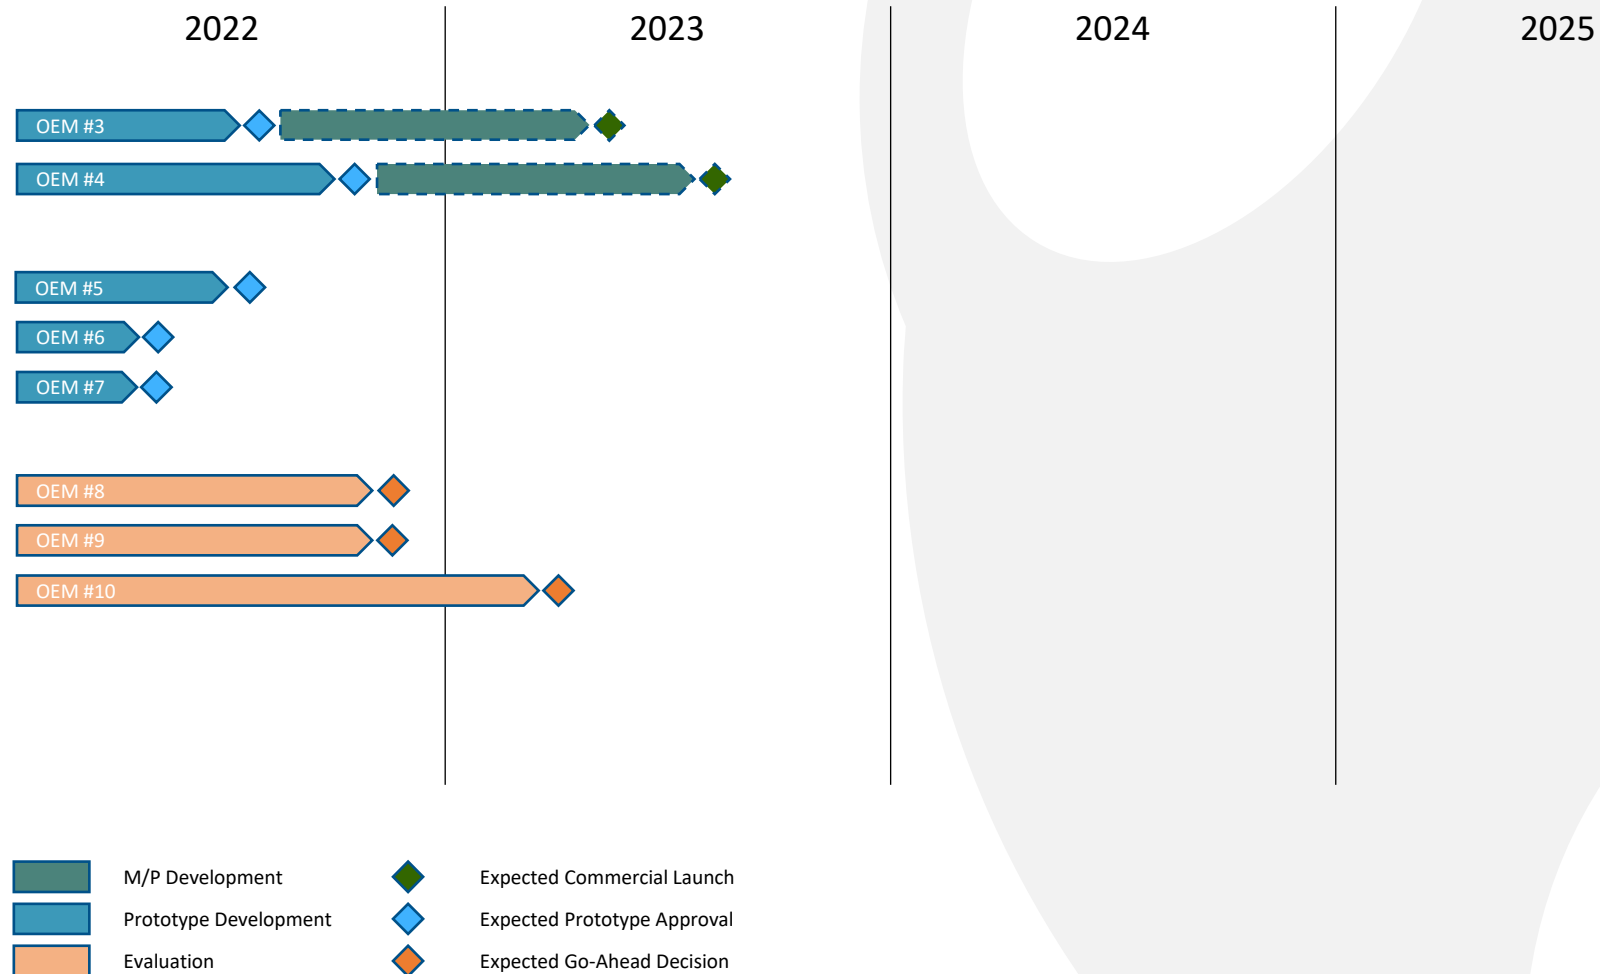 2022 2023 2024 2025
OEM #3
OEM #4
OEM #5
OEM #6
OEM #7
OEM #8
OEM #9
OEM #10
M/P Development
Expected Commercial Launch
Prototype Development
Expected Prototype Approval
Evaluation
Expected Go-Ahead Decision